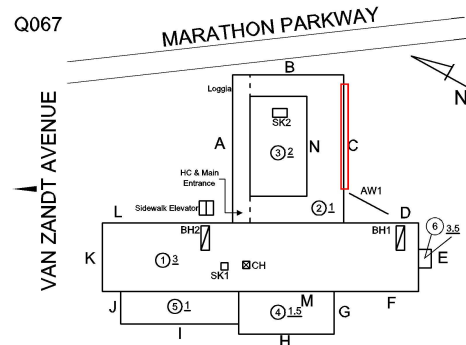 Q067
MARATHON PARKWAY
VAN ZANDT AVENUE
N
B
Loggia
SK2
A
3 2
N
C
HC & Main
Entrance
AW1
Sidewalk Elevator
2 1
L
D
BH2
BH1
6 3.5
K
1 3
SK1
CH
E
J
5 1
M
4 1.5
G
F
I
H